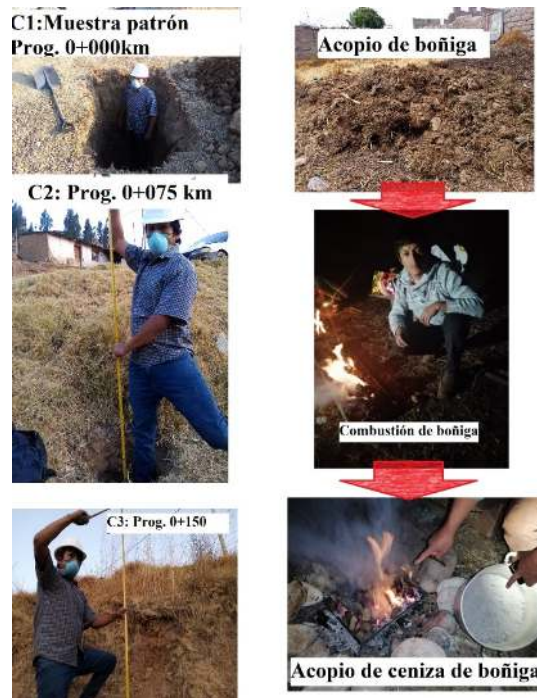 C1:Muestra patrón
Prog. 0+000km
C2: Prog. 0+075 km
C3: Prog. 0+150
Acopio de boñiga
Combustión de boñiga
Acopio de ceniza de boñiga